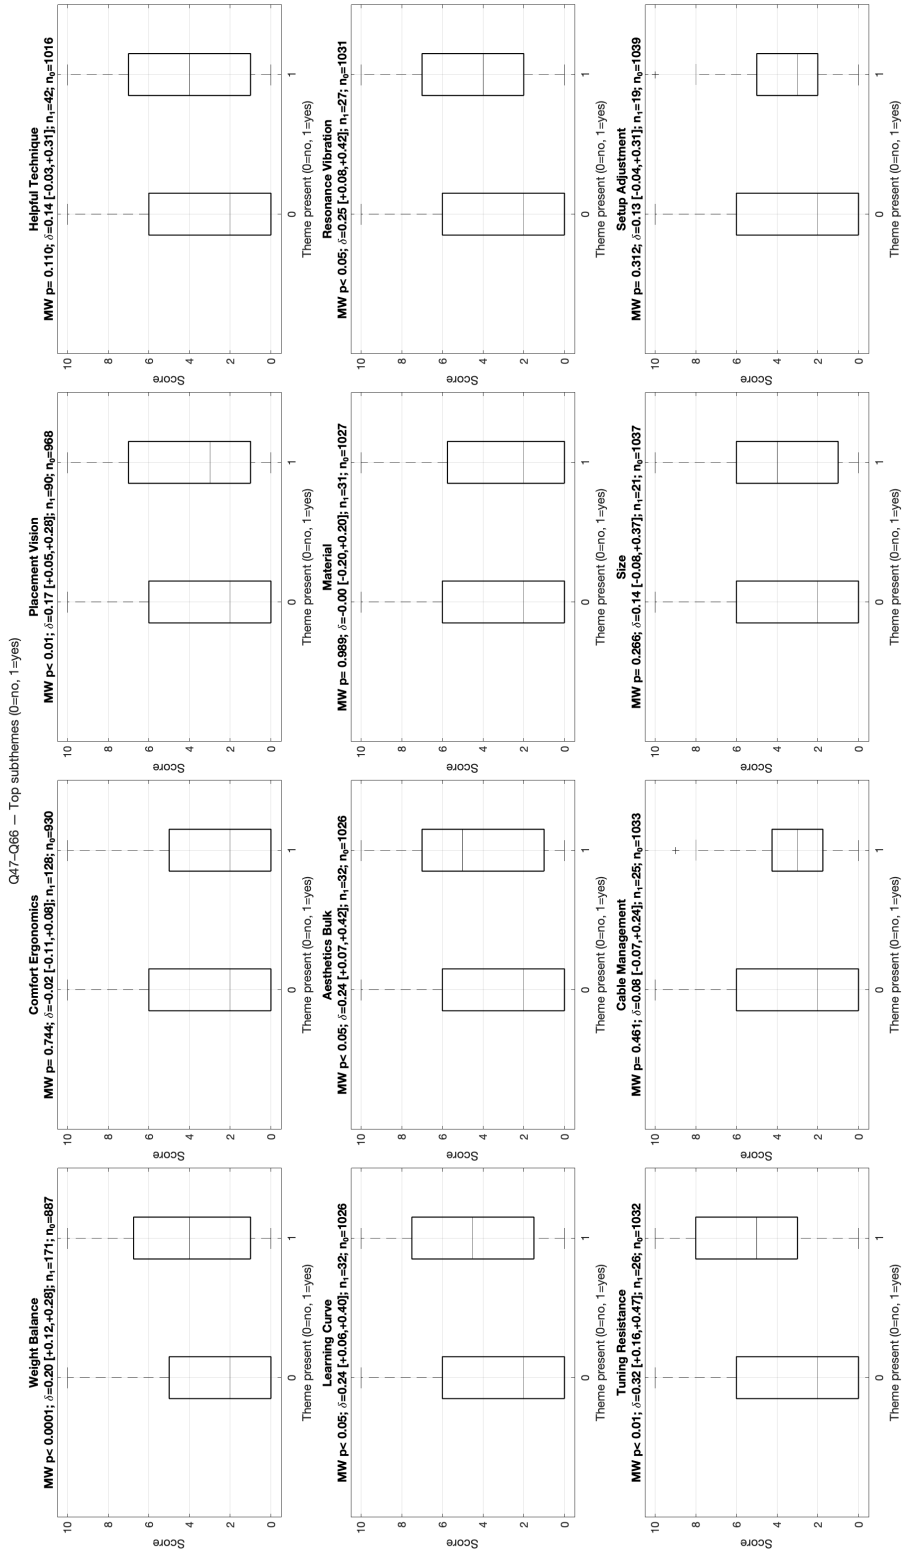 Q47–Q66 — Top subthemes (0=no, 1=yes)
Weight Balance
MW p< 0.0001; δ=0.20 [+0.12,+0.28]; n₁=171; n₀=887
Score
10
8
6
4
2
0
0 1
Theme present (0=no, 1=yes)
Comfort Ergonomics
MW p= 0.744; δ=-0.02 [-0.11,+0.08]; n₁=128; n₀=930
Score
10
8
6
4
2
0
0 1
Theme present (0=no, 1=yes)
Placement Vision
MW p< 0.01; δ=0.17 [+0.05,+0.28]; n₁=90; n₀=968
Score
10
8
6
4
2
0
0 1
Theme present (0=no, 1=yes)
Helpful Technique
MW p= 0.110; δ=0.14 [-0.03,+0.31]; n₁=42; n₀=1016
Score
10
8
6
4
2
0
0 1
Theme present (0=no, 1=yes)
Learning Curve
MW p< 0.05; δ=0.24 [+0.06,+0.40]; n₁=32; n₀=1026
Score
10
8
6
4
2
0
0 1
Theme present (0=no, 1=yes)
Aesthetics Bulk
MW p< 0.05; δ=0.24 [+0.07,+0.42]; n₁=32; n₀=1026
Score
10
8
6
4
2
0
0 1
Theme present (0=no, 1=yes)
Material
MW p= 0.989; δ=-0.00 [-0.20,+0.20]; n₁=31; n₀=1027
Score
10
8
6
4
2
0
0 1
Theme present (0=no, 1=yes)
Resonance Vibration
MW p< 0.05; δ=0.25 [+0.08,+0.42]; n₁=27; n₀=1031
Score
10
8
6
4
2
0
0 1
Theme present (0=no, 1=yes)
Tuning Resistance
MW p< 0.01; δ=0.32 [+0.16,+0.47]; n₁=26; n₀=1032
Score
10
8
6
4
2
0
0 1
Theme present (0=no, 1=yes)
Cable Management
MW p= 0.461; δ=0.08 [-0.07,+0.24]; n₁=25; n₀=1033
Score
10
8
6
4
2
0
0 1
Theme present (0=no, 1=yes)
Size
MW p= 0.266; δ=0.14 [-0.08,+0.37]; n₁=21; n₀=1037
Score
10
8
6
4
2
0
0 1
Theme present (0=no, 1=yes)
Setup Adjustment
MW p= 0.312; δ=0.13 [-0.04,+0.31]; n₁=19; n₀=1039
Score
10
8
6
4
2
0
0 1
Theme present (0=no, 1=yes)